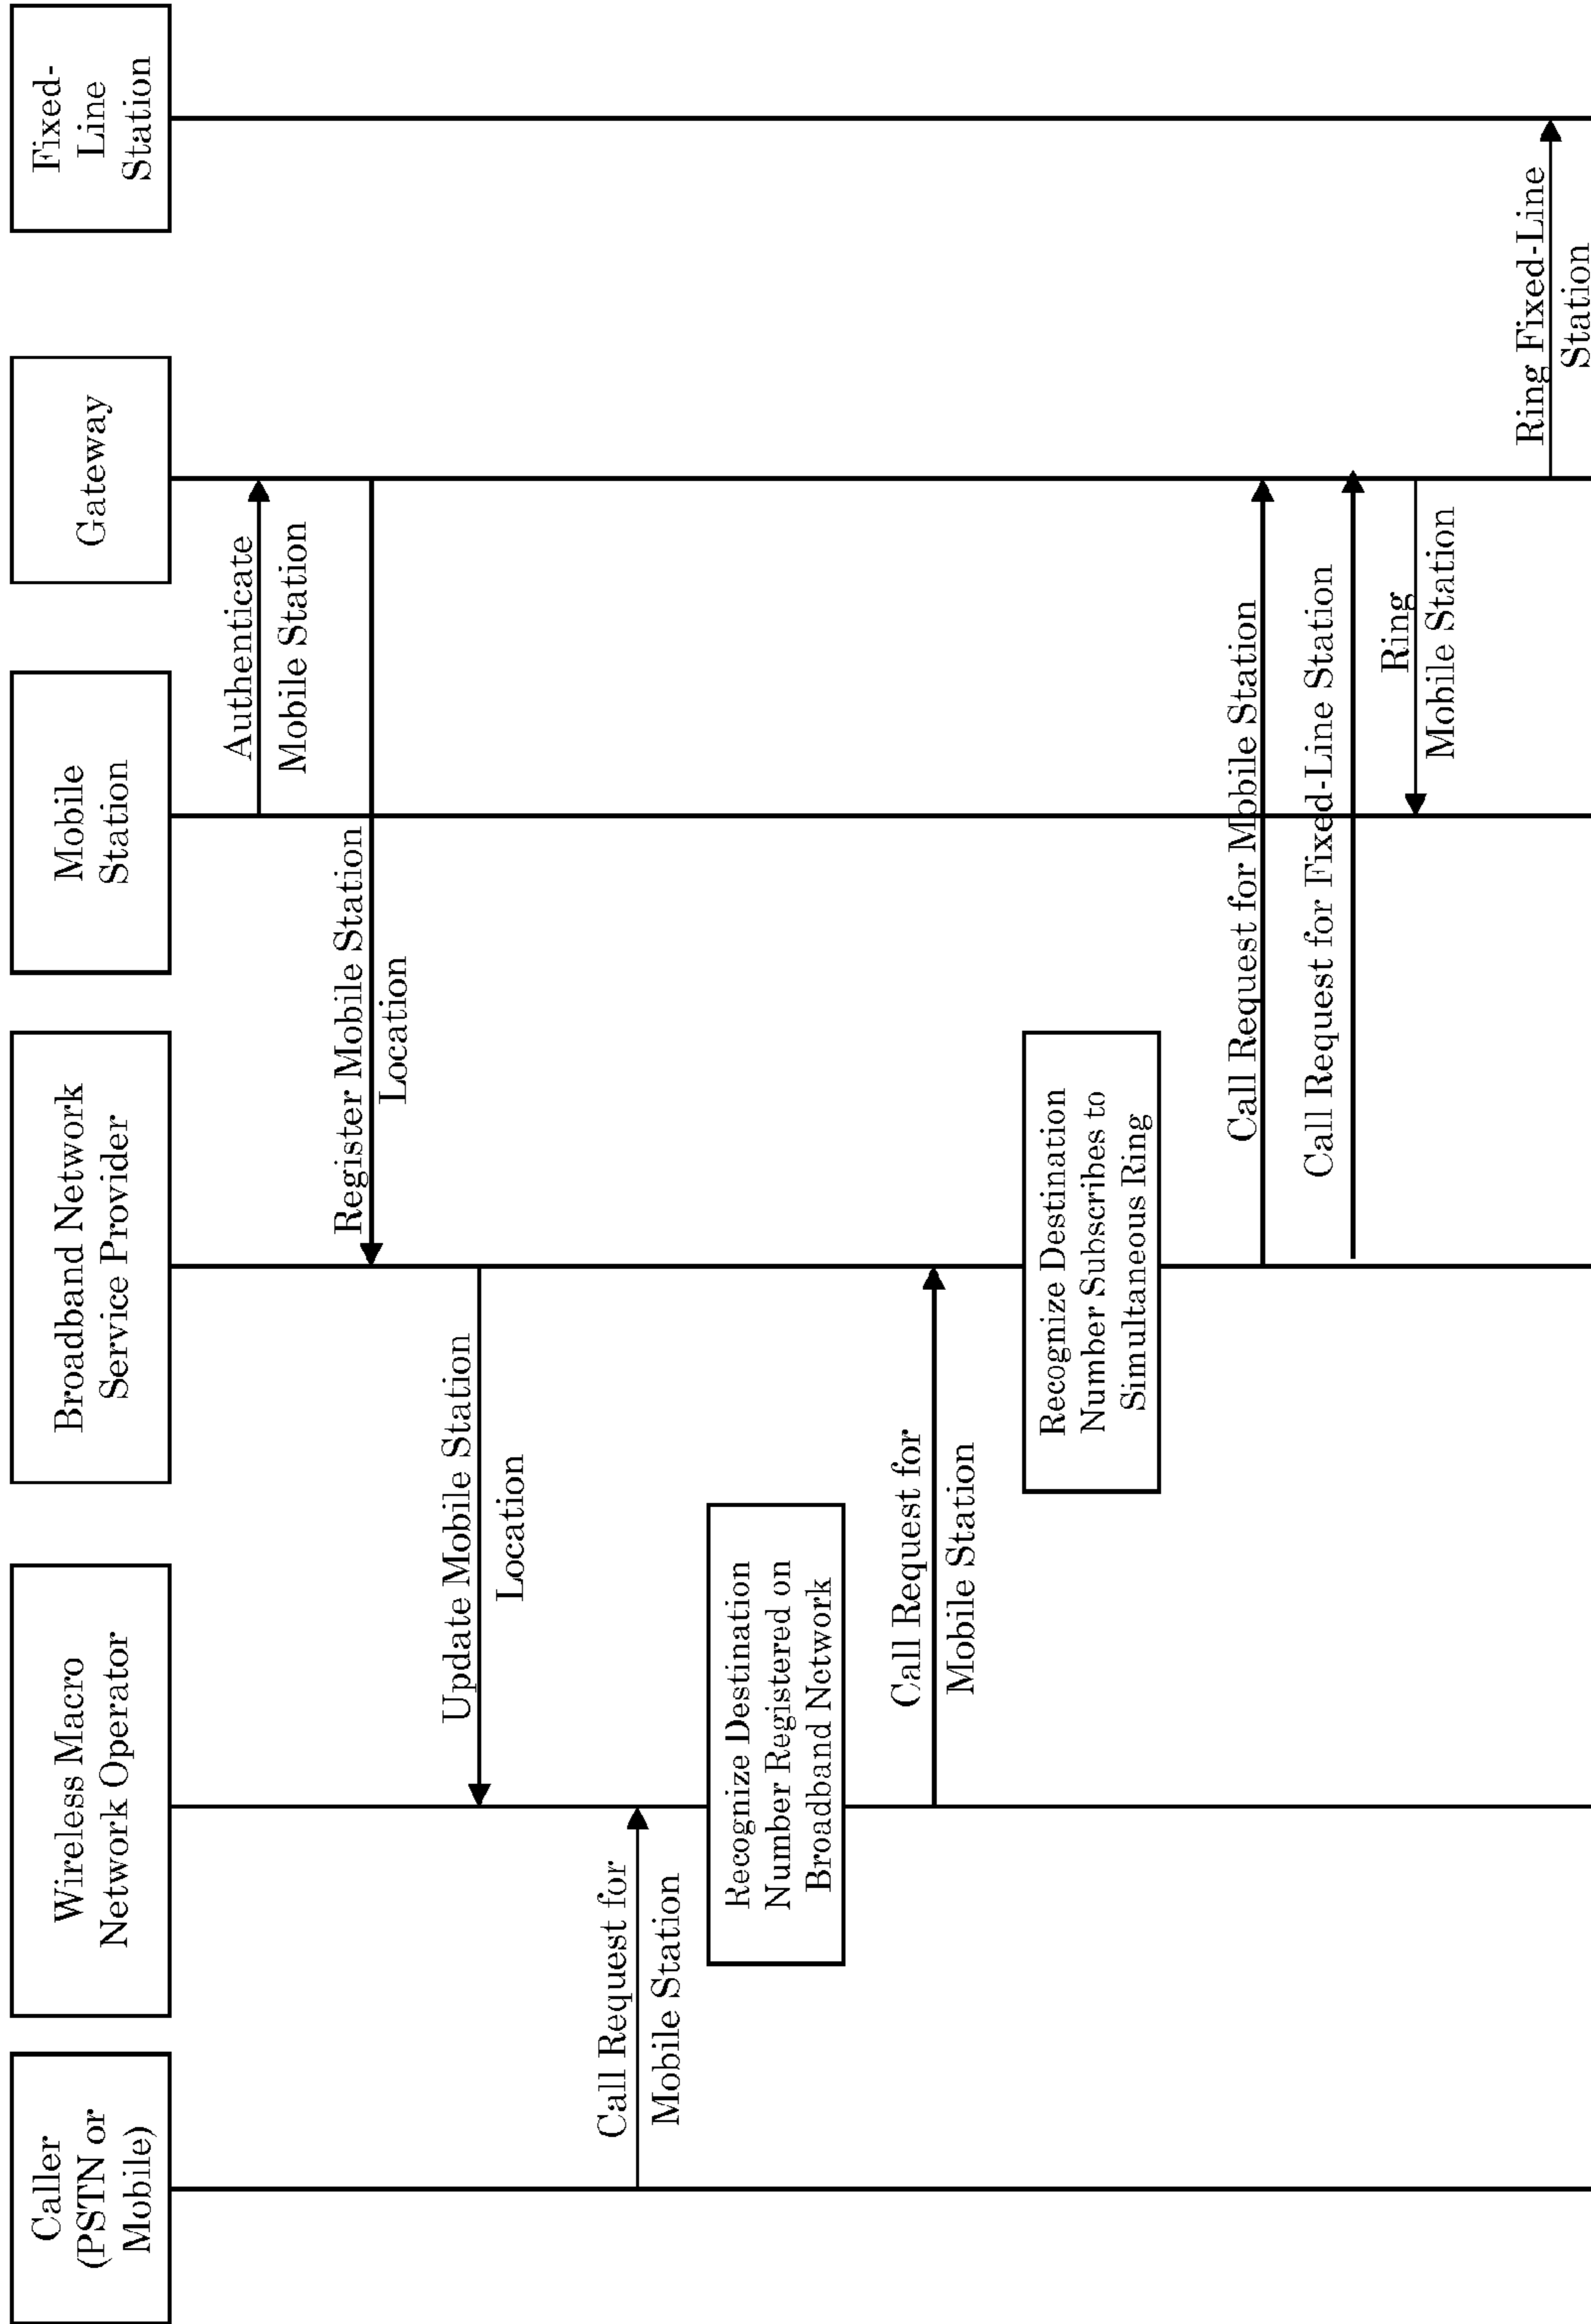 Caller
(PSTN or
Mobile)
Wireless Macro
Network Operator
Broadband Network
Service Provider
Mobile
Station
Gateway
Fixed-
Line
Station
Authenticate
Mobile Station
Register Mobile Station
Location
Update Mobile Station
Location
Call Request for
Mobile Station
Recognize Destination
Number Registered on
Broadband Network
Call Request for
Mobile Station
Recognize Destination
Number Subscribes to
Simultaneous Ring
Call Request for Mobile Station
Call Request for Fixed-Line Station
Ring
Mobile Station
Ring Fixed-Line
Station